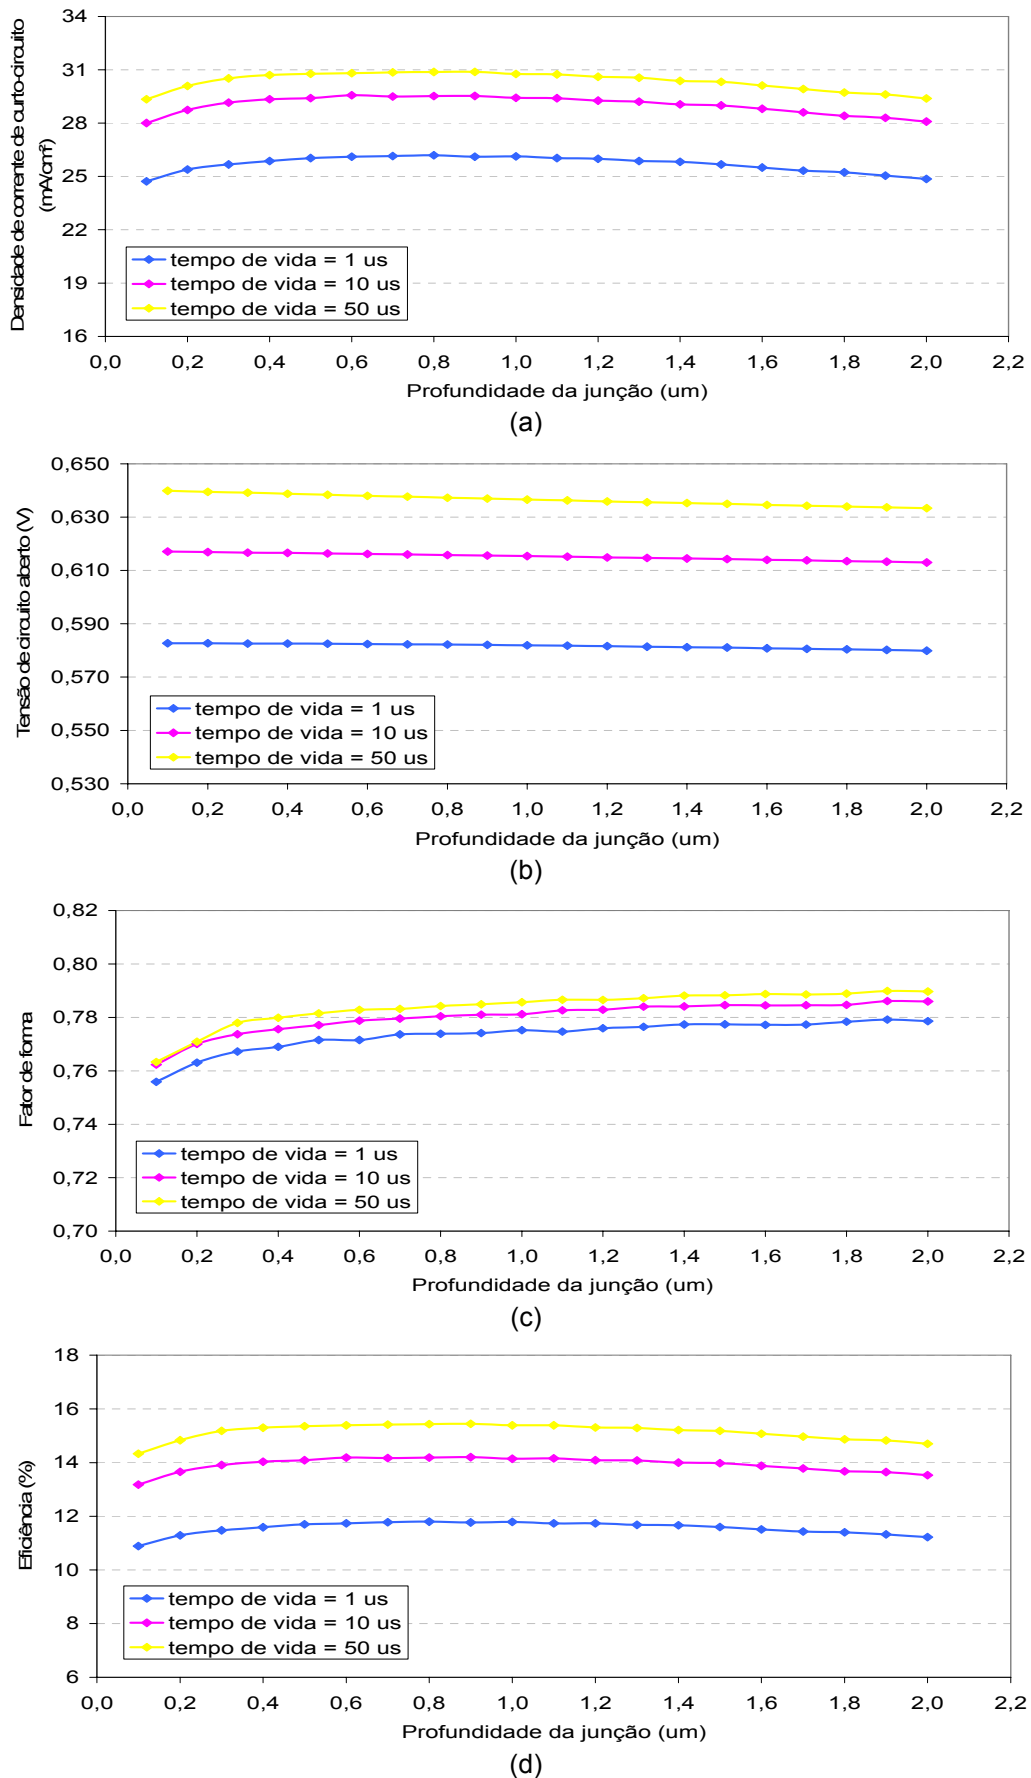 Densidade de corrente de curto-circuito
(mA/cm²)
34
31
28
25
22
19
16
tempo de vida = 1 us
tempo de vida = 10 us
tempo de vida = 50 us
0,0 0,2 0,4 0,6 0,8 1,0 1,2 1,4 1,6 1,8 2,0 2,2
Profundidade da junção (um)
(a)
Tensão de circuito aberto (V)
0,650
0,630
0,610
0,590
0,570
0,550
0,530
tempo de vida = 1 us
tempo de vida = 10 us
tempo de vida = 50 us
0,0 0,2 0,4 0,6 0,8 1,0 1,2 1,4 1,6 1,8 2,0 2,2
Profundidade da junção (um)
(b)
Fator de forma
0,82
0,80
0,78
0,76
0,74
0,72
0,70
tempo de vida = 1 us
tempo de vida = 10 us
tempo de vida = 50 us
0,0 0,2 0,4 0,6 0,8 1,0 1,2 1,4 1,6 1,8 2,0 2,2
Profundidade da junção (um)
(c)
Eficiência (%)
18
16
14
12
10
8
6
tempo de vida = 1 us
tempo de vida = 10 us
tempo de vida = 50 us
0,0 0,2 0,4 0,6 0,8 1,0 1,2 1,4 1,6 1,8 2,0 2,2
Profundidade da junção (um)
(d)